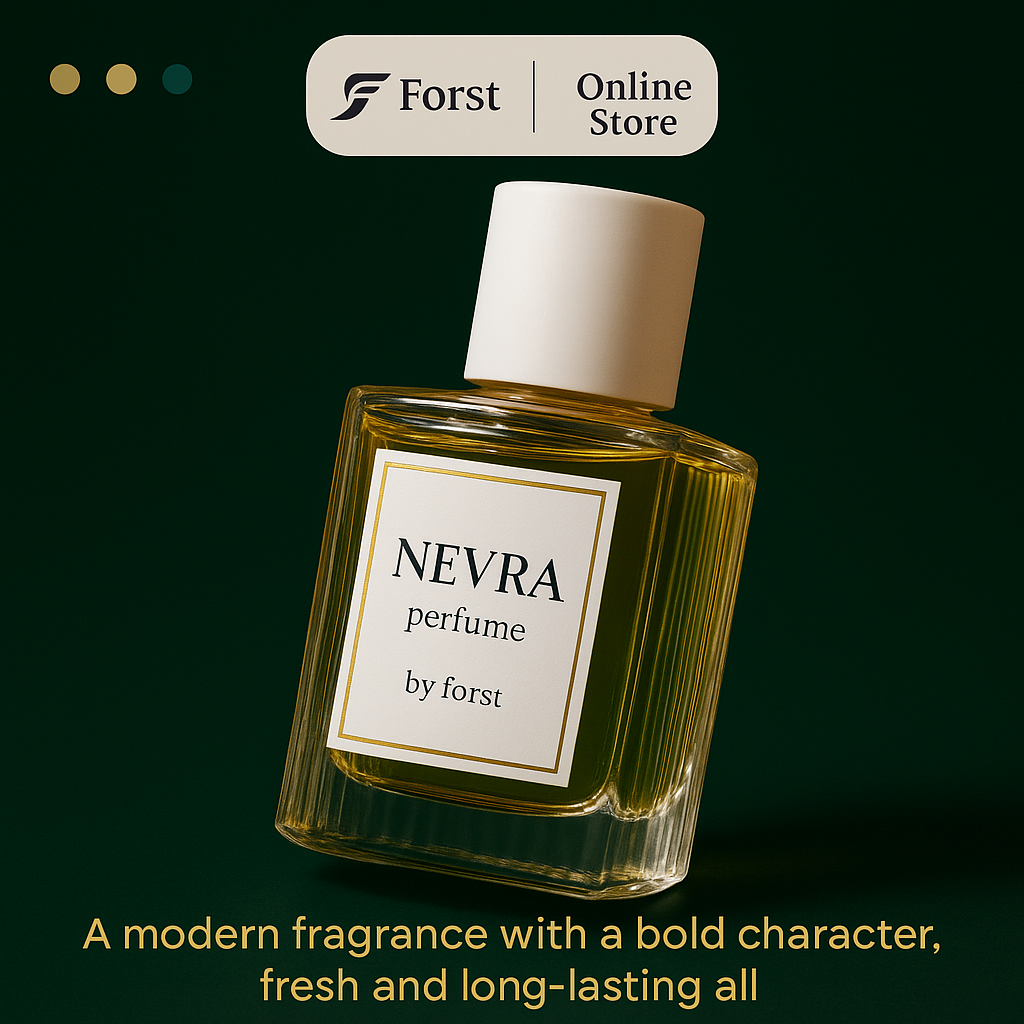 Forst
Online
Store
NEVRA
perfume
by forst
A modern fragrance with a bold character,
fresh and long-lasting all